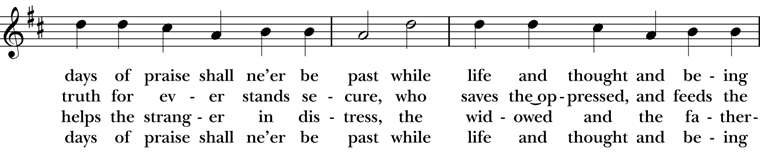 days of praise shall ne'er be past while life and thought and be - ing
truth for ev - er stands se - cure, who saves the‿op - pressed, and feeds the
helps the strang - er in dis - tress, the wid - owed and the fa - ther-
days of praise shall ne'er be past while life and thought and be - ing